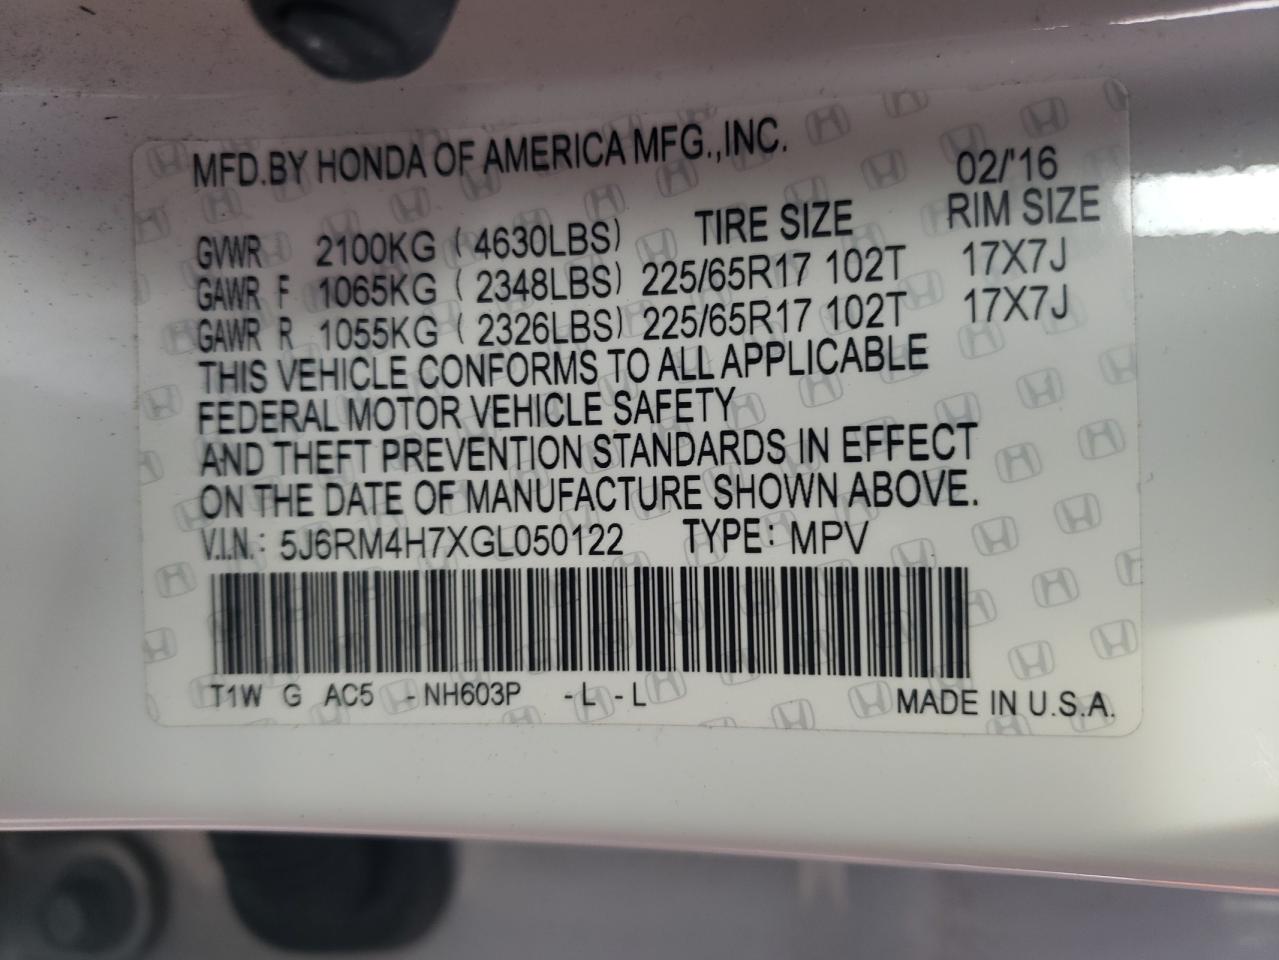 MFD.BY HONDA OF AMERICA MFG.,INC. 02/'16
TIRE SIZE RIM SIZE
GVWR 2100KG (4630LBS)
GAWR F 1065KG (2348LBS) 225/65R17 102T 17X7J
GAWR R 1055KG (2326LBS) 225/65R17 102T 17X7J
THIS VEHICLE CONFORMS TO ALL APPLICABLE
FEDERAL MOTOR VEHICLE SAFETY
AND THEFT PREVENTION STANDARDS IN EFFECT
ON THE DATE OF MANUFACTURE SHOWN ABOVE.
V.I.N.: 5J6RM4H7XGL050122 TYPE: MPV
T1W G AC5 -NH603P -L -L MADE IN U.S.A.